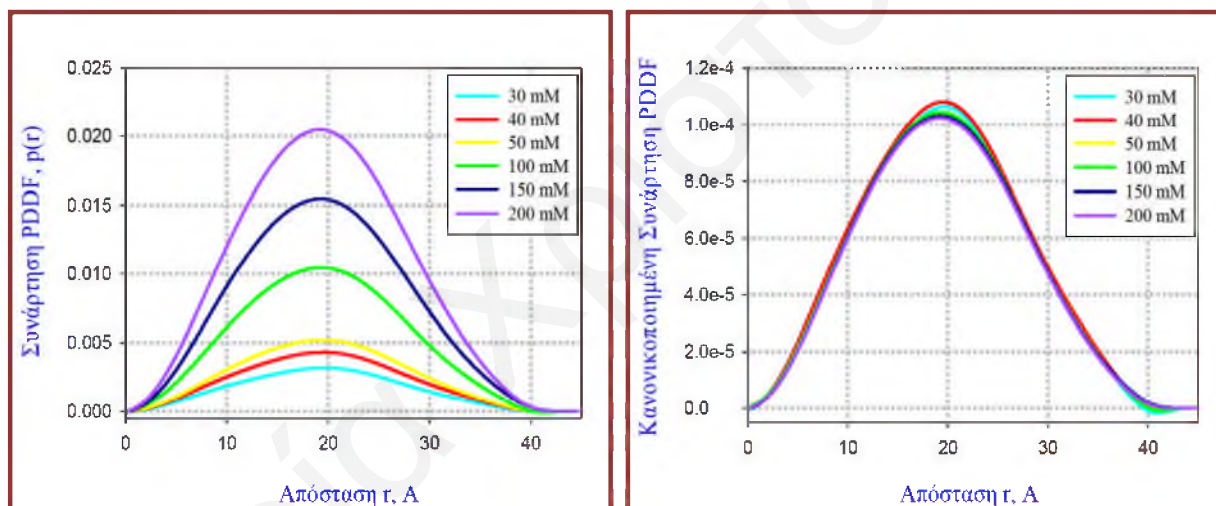 Συνάρτηση PDDF, p(r)
0.025
0.020
0.015
0.010
0.005
0.000
0 10 20 30 40
Απόσταση r, A
30 mM
40 mM
50 mM
100 mM
150 mM
200 mM
Κανονικοποιημένη Συνάρτηση PDDF
1.2e-4
1.0e-4
8.0e-5
6.0e-5
4.0e-5
2.0e-5
0.0
0 10 20 30 40
Απόσταση r, A
30 mM
40 mM
50 mM
100 mM
150 mM
200 mM